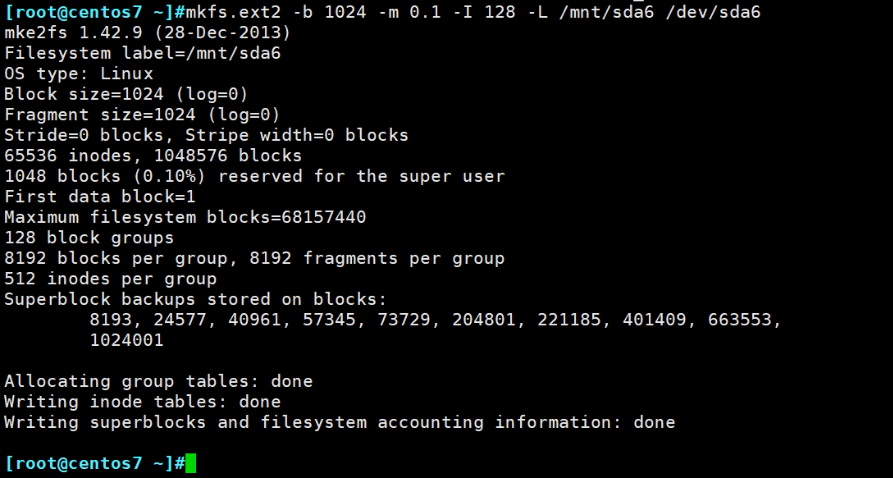 [root@centos7 ~]#mkfs.ext2 -b 1024 -m 0.1 -I 128 -L /mnt/sda6 /dev/sda6
mke2fs 1.42.9 (28-Dec-2013)
Filesystem label=/mnt/sda6
OS type: Linux
Block size=1024 (log=0)
Fragment size=1024 (log=0)
Stride=0 blocks, Stripe width=0 blocks
65536 inodes, 1048576 blocks
1048 blocks (0.10%) reserved for the super user
First data block=1
Maximum filesystem blocks=68157440
128 block groups
8192 blocks per group, 8192 fragments per group
512 inodes per group
Superblock backups stored on blocks:
        8193, 24577, 40961, 57345, 73729, 204801, 221185, 401409, 663553,
        1024001

Allocating group tables: done
Writing inode tables: done
Writing superblocks and filesystem accounting information: done

[root@centos7 ~]#